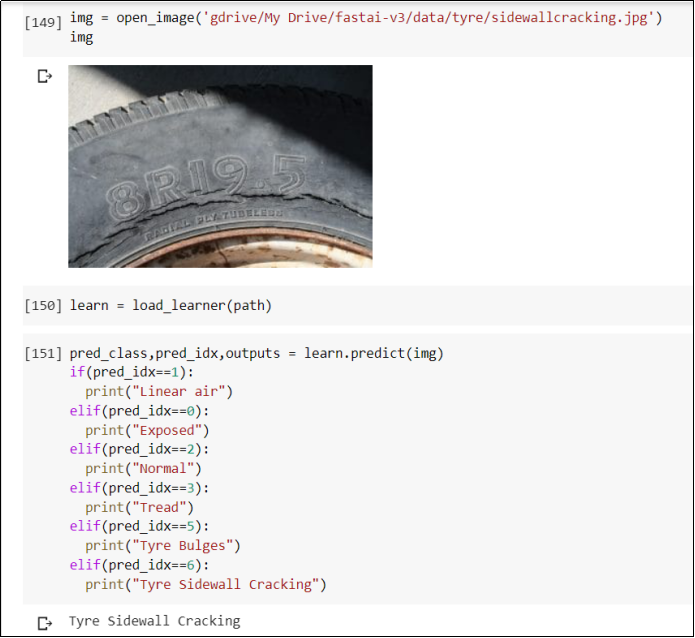 [149] img = open_image('gdrive/My Drive/fastai-v3/data/tyre/sidewallcracking.jpg')
img
8R19.5
RADIAL PLY TUBELESS
[150] learn = load_learner(path)
[151] pred_class,pred_idx,outputs = learn.predict(img)
if(pred_idx==1):
  print("Linear air")
elif(pred_idx==0):
  print("Exposed")
elif(pred_idx==2):
  print("Normal")
elif(pred_idx==3):
  print("Tread")
elif(pred_idx==5):
  print("Tyre Bulges")
elif(pred_idx==6):
  print("Tyre Sidewall Cracking")
Tyre Sidewall Cracking